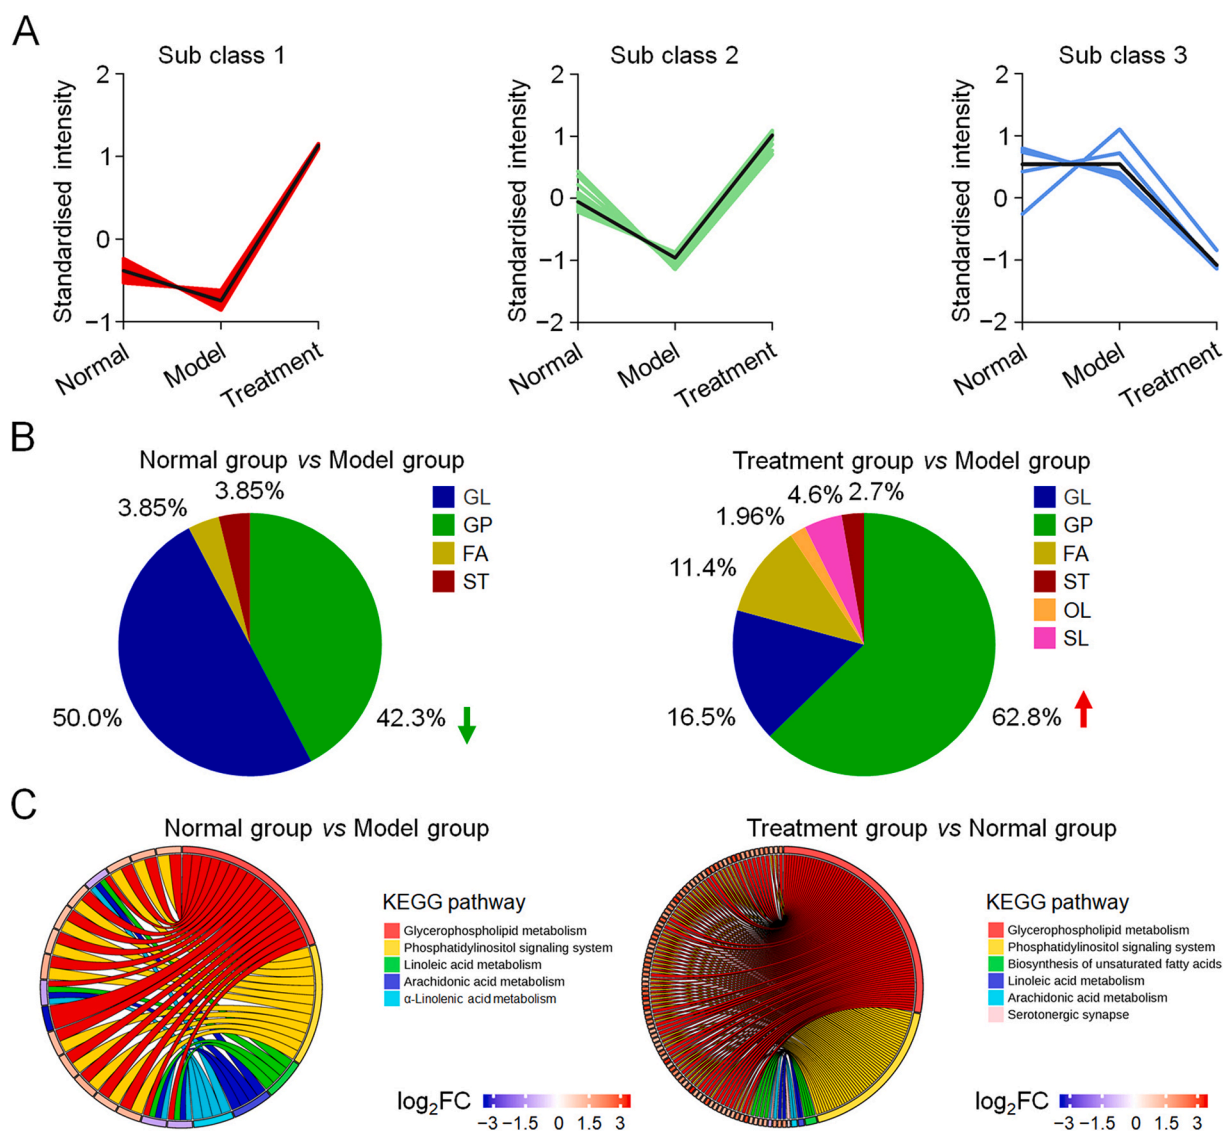 A
Sub class 1
Standardised intensity
2
1
0
−1
Normal
Model
Treatment
Sub class 2
Standardised intensity
2
1
0
−1
−2
Normal
Model
Treatment
Sub class 3
Standardised intensity
2
1
0
−1
−2
Normal
Model
Treatment
B
Normal group vs Model group
3.85%
3.85%
50.0%
42.3%
GL
GP
FA
ST
Treatment group vs Model group
4.6%
2.7%
1.96%
11.4%
16.5%
62.8%
GL
GP
FA
ST
OL
SL
C
Normal group vs Model group
KEGG pathway
Glycerophospholipid metabolism
Phosphatidylinositol signaling system
Linoleic acid metabolism
Arachidonic acid metabolism
α-Linolenic acid metabolism
log2FC
−3 −1.5 0 1.5 3
Treatment group vs Normal group
KEGG pathway
Glycerophospholipid metabolism
Phosphatidylinositol signaling system
Biosynthesis of unsaturated fatty acids
Linoleic acid metabolism
Arachidonic acid metabolism
Serotonergic synapse
log2FC
−3 −1.5 0 1.5 3